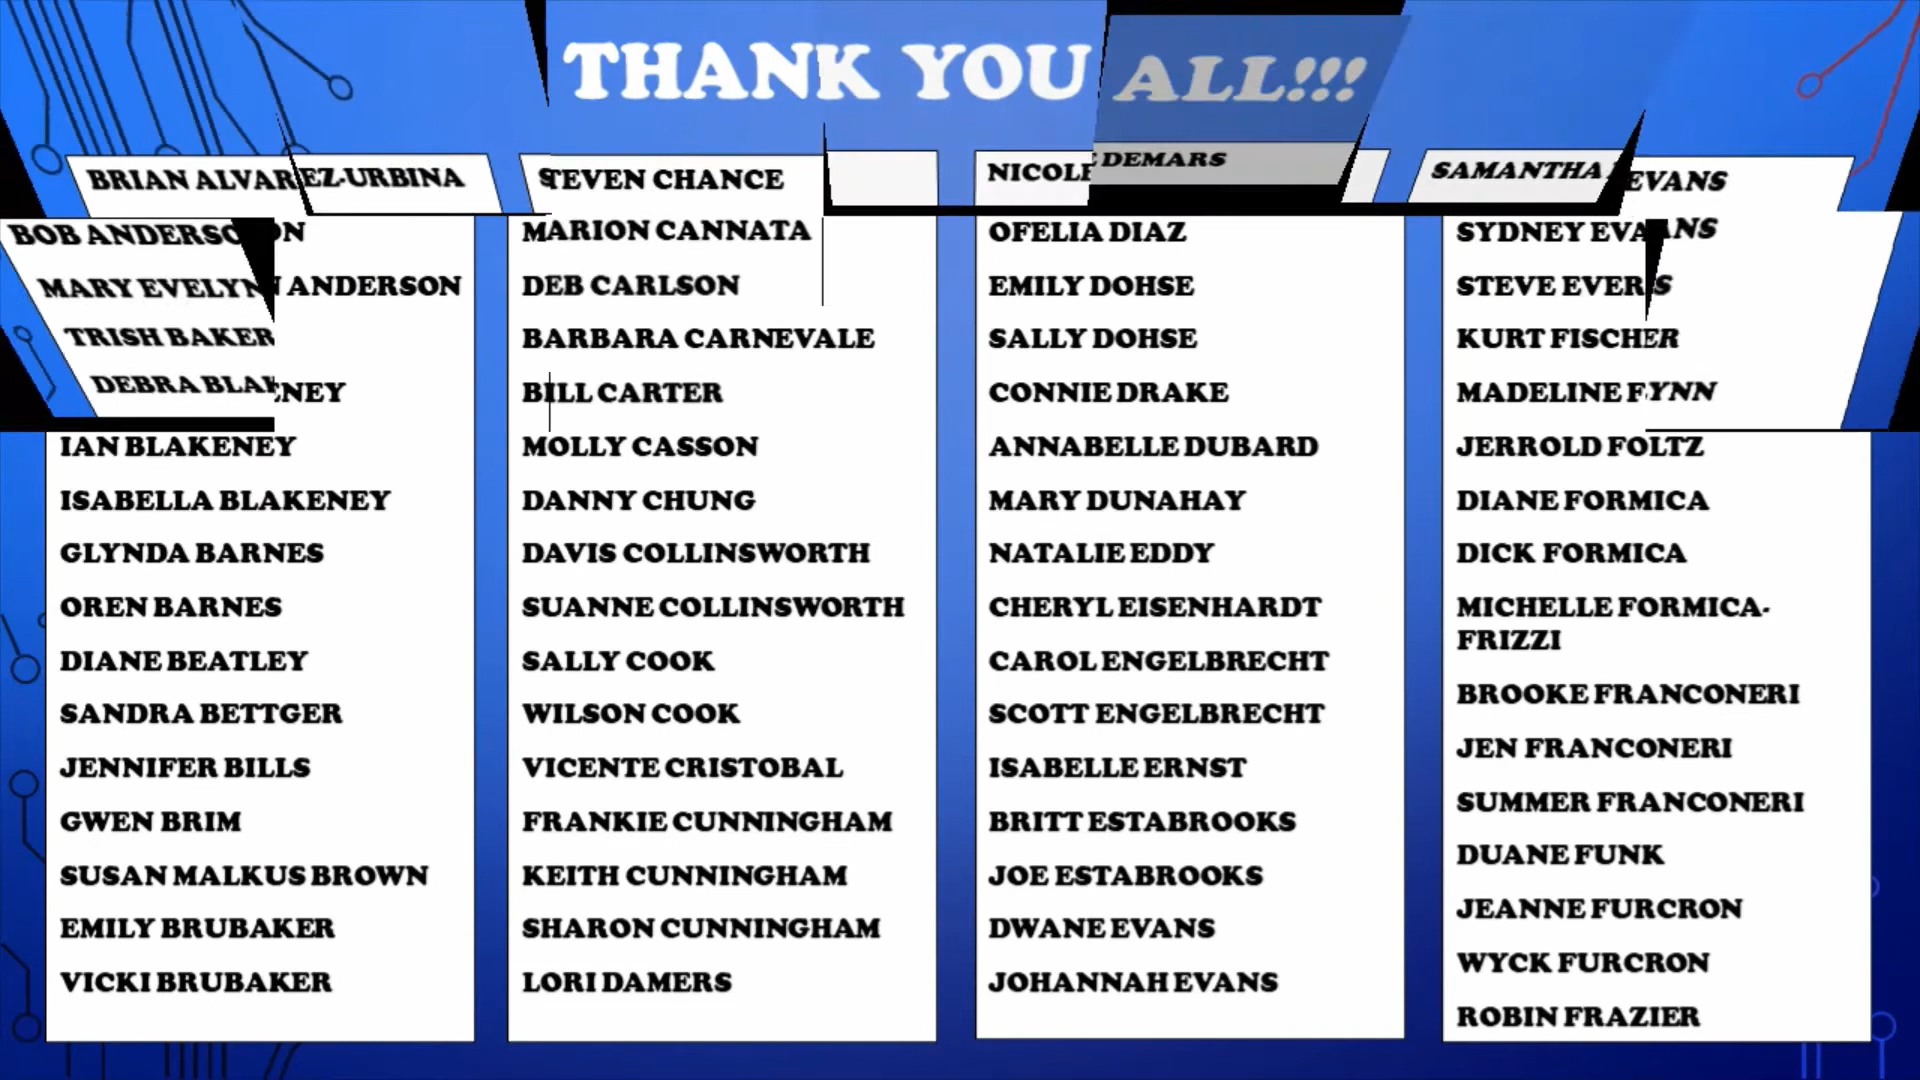 THANK YOU ALL!!!
BRIAN ALVAREZ-URBINA
BOB ANDERSON
MARY EVELYN ANDERSON
TRISH BAKER
DEBRA BLAKENEY
IAN BLAKENEY
ISABELLA BLAKENEY
GLYNDA BARNES
OREN BARNES
DIANE BEATLEY
SANDRA BETTGER
JENNIFER BILLS
GWEN BRIM
SUSAN MALKUS BROWN
EMILY BRUBAKER
VICKI BRUBAKER
STEVEN CHANCE
MARION CANNATA
DEB CARLSON
BARBARA CARNEVALE
BILL CARTER
MOLLY CASSON
DANNY CHUNG
DAVIS COLLINSWORTH
SUANNE COLLINSWORTH
SALLY COOK
WILSON COOK
VICENTE CRISTOBAL
FRANKIE CUNNINGHAM
KEITH CUNNINGHAM
SHARON CUNNINGHAM
LORI DAMERS
NICOLE DEMARS
OFELIA DIAZ
EMILY DOHSE
SALLY DOHSE
CONNIE DRAKE
ANNABELLE DUBARD
MARY DUNAHAY
NATALIE EDDY
CHERYL EISENHARDT
CAROL ENGELBRECHT
SCOTT ENGELBRECHT
ISABELLE ERNST
BRITT ESTABROOKS
JOE ESTABROOKS
DWANE EVANS
JOHANNAH EVANS
SAMANTHA EVANS
SYDNEY EVANS
STEVE EVERS
KURT FISCHER
MADELINE FYNN
JERROLD FOLTZ
DIANE FORMICA
DICK FORMICA
MICHELLE FORMICA-
FRIZZI
BROOKE FRANCONERI
JEN FRANCONERI
SUMMER FRANCONERI
DUANE FUNK
JEANNE FURCRON
WYCK FURCRON
ROBIN FRAZIER